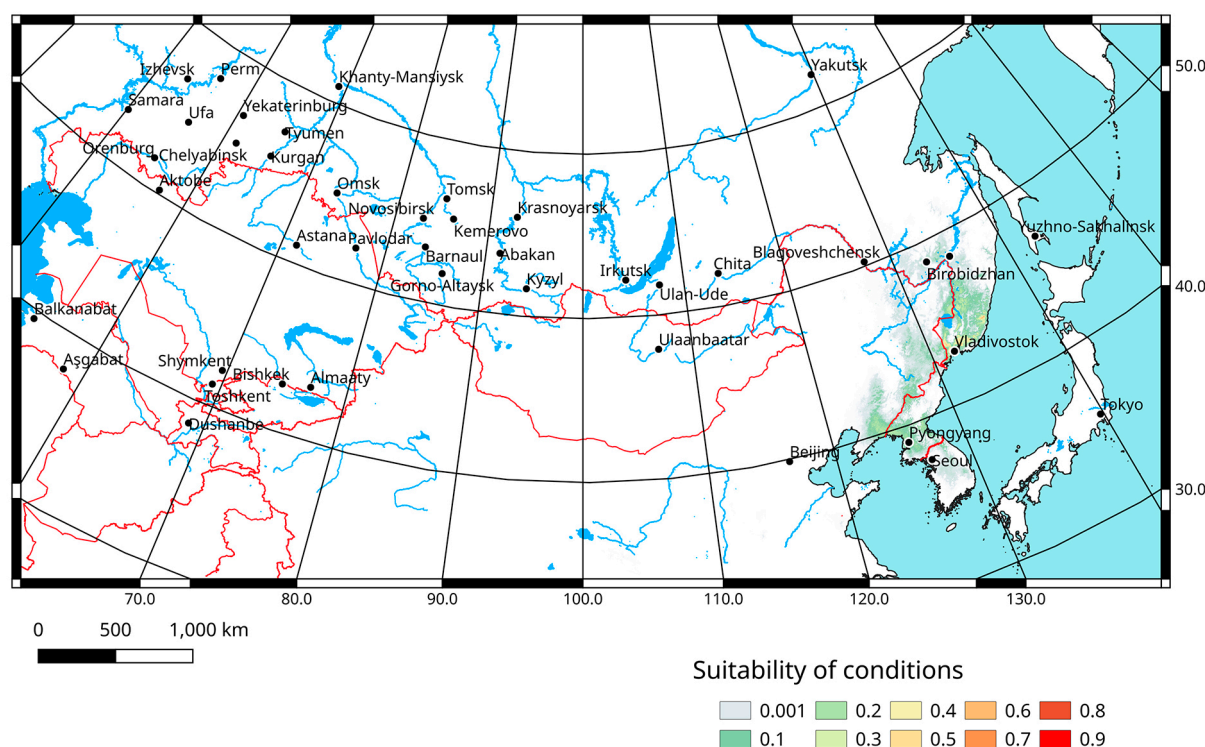 50.0
Yakutsk
Izhevsk Perm
Khanty-Mansiysk
Samara
Ufa
Yekaterinburg
Tyumen
Orenburg Chelyabinsk
Kurgan
Aktobe
Omsk
Tomsk
Novosibirsk
Krasnoyarsk
Kemerovo
Yuzhno-Sakhalinsk
Astana Pavlodar
Barnaul
Abakan
Blagoveshchensk
Irkutsk
Chita
Birobidzhan
Gorno-Altaysk
Kyzyl
Ulan-Ude
40.0
Balkanabat
Ulaanbaatar
Vladivostok
Aşgabat
Shymkent
Bishkek
Almaaty
Toshkent
Tokyo
Dushanbe
Pyongyang
Beijing
Seoul
30.0
70.0 80.0 90.0 100.0 110.0 120.0 130.0
0 500 1,000 km
Suitability of conditions
0.001 0.2 0.4 0.6 0.8
0.1 0.3 0.5 0.7 0.9